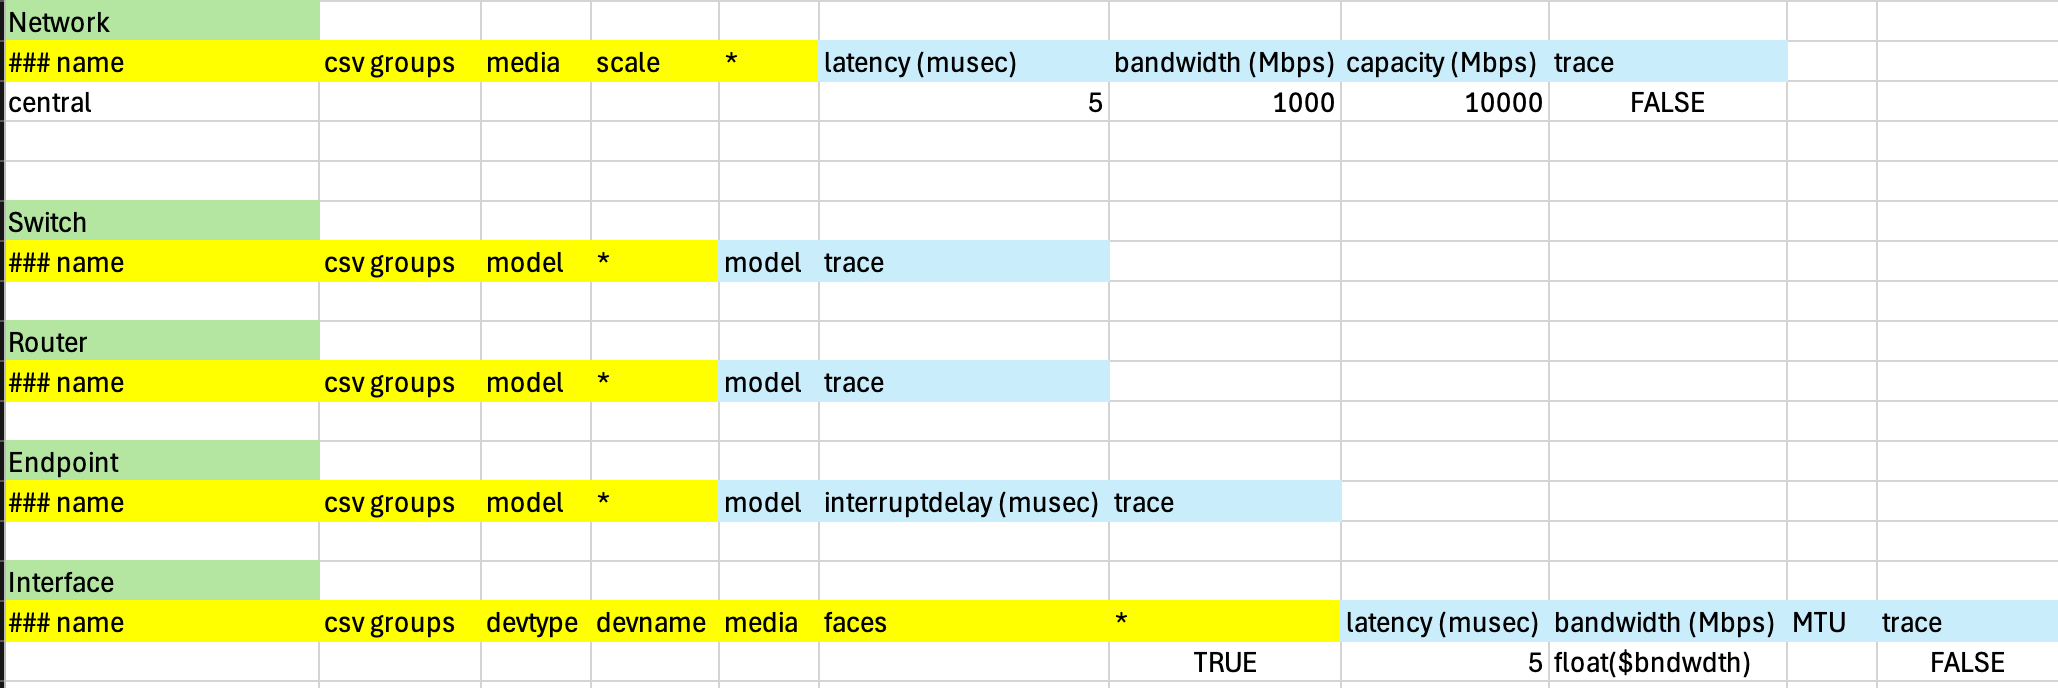 Network
### name csv groups media scale * latency (musec) bandwidth (Mbps) capacity (Mbps) trace
central 5 1000 10000 FALSE
Switch
### name csv groups model * model trace
Router
### name csv groups model * model trace
Endpoint
### name csv groups model * model interruptdelay (musec) trace
Interface
### name csv groups devtype devname media faces * latency (musec) bandwidth (Mbps) MTU trace
TRUE 5 float($bndwdth) FALSE